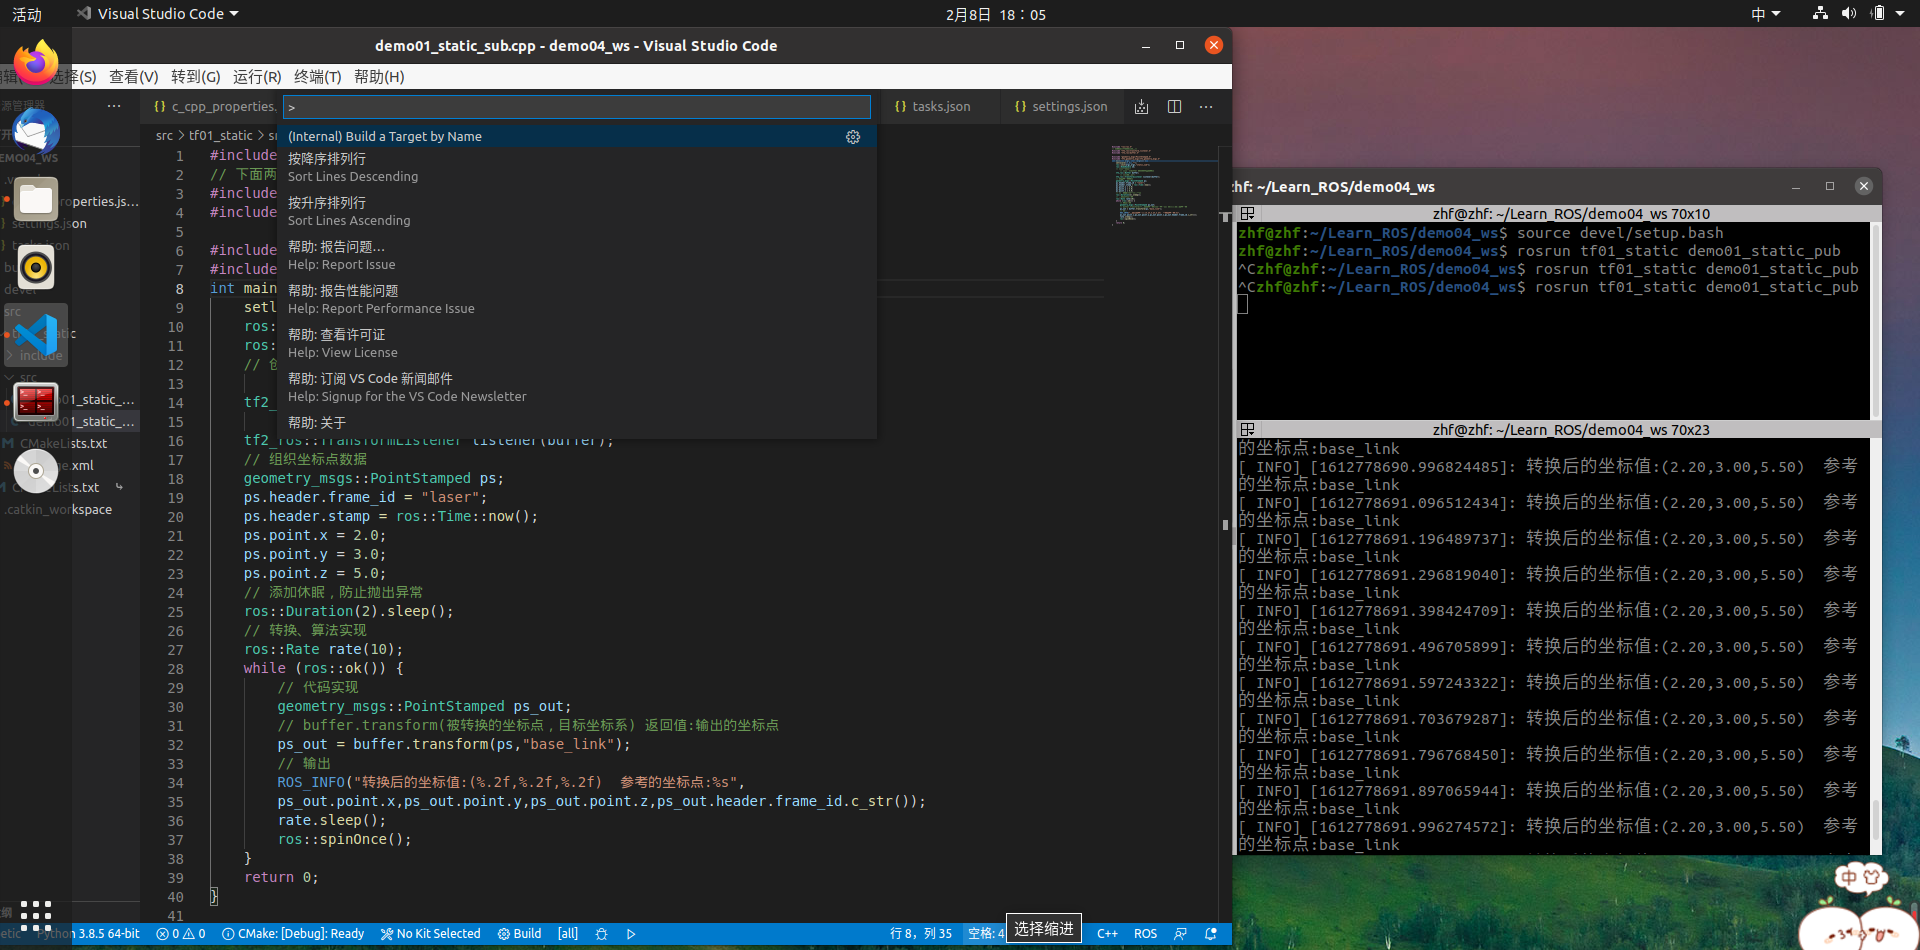 活动
Visual Studio Code
2月8日 18：05
中
demo01_static_sub.cpp - demo04_ws - Visual Studio Code
选择(S) 查看(V) 转到(G) 运行(R) 终端(T) 帮助(H)
源管理器
EMO04_WS
operties.js...
settings.json
tasks.json
bu
devel
src
include
src
demo01_static_...
demo01_static_...
CMakeLists.txt
.xml
CMakeLists.txt
.catkin_workspace
{} c_cpp_properties.
{} tasks.json
{} settings.json
>
src > tf01_static > sr
(Internal) Build a Target by Name
按降序排列行
Sort Lines Descending
按升序排列行
Sort Lines Ascending
帮助: 报告问题...
Help: Report Issue
帮助: 报告性能问题
Help: Report Performance Issue
帮助: 查看许可证
Help: View License
帮助: 订阅 VS Code 新闻邮件
Help: Signup for the VS Code Newsletter
帮助: 关于
1 #include
2 // 下面两
3 #include
4 #include
5
6 #include
7 #include
8 int main
9 setl
10 ros:
11 ros:
12 // 创
13
14 tf2_
15
16 tf2_ros::TransformListener listener(buffer);
17 // 组织坐标点数据
18 geometry_msgs::PointStamped ps;
19 ps.header.frame_id = "laser";
20 ps.header.stamp = ros::Time::now();
21 ps.point.x = 2.0;
22 ps.point.y = 3.0;
23 ps.point.z = 5.0;
24 // 添加休眠，防止抛出异常
25 ros::Duration(2).sleep();
26 // 转换、算法实现
27 ros::Rate rate(10);
28 while (ros::ok()) {
29 // 代码实现
30 geometry_msgs::PointStamped ps_out;
31 // buffer.transform(被转换的坐标点，目标坐标系) 返回值:输出的坐标点
32 ps_out = buffer.transform(ps,"base_link");
33 // 输出
34 ROS_INFO("转换后的坐标值:(%.2f,%.2f,%.2f)  参考的坐标点:%s",
35 ps_out.point.x,ps_out.point.y,ps_out.point.z,ps_out.header.frame_id.c_str());
36 rate.sleep();
37 ros::spinOnce();
38 }
39 return 0;
40 }
41
etic Python 3.8.5 64-bit 0 0 CMake: [Debug]: Ready No Kit Selected Build [all] 行 8，列 35 空格: 4 C++ ROS
选择缩进
zhf: ~/Learn_ROS/demo04_ws
zhf@zhf: ~/Learn_ROS/demo04_ws 70x10
zhf@zhf:~/Learn_ROS/demo04_ws$ source devel/setup.bash
zhf@zhf:~/Learn_ROS/demo04_ws$ rosrun tf01_static demo01_static_pub
^Czhf@zhf:~/Learn_ROS/demo04_ws$ rosrun tf01_static demo01_static_pub
^Czhf@zhf:~/Learn_ROS/demo04_ws$ rosrun tf01_static demo01_static_pub
zhf@zhf: ~/Learn_ROS/demo04_ws 70x23
的坐标点:base_link
[ INFO] [1612778690.996824485]: 转换后的坐标值:(2.20,3.00,5.50)  参考
的坐标点:base_link
[ INFO] [1612778691.096512434]: 转换后的坐标值:(2.20,3.00,5.50)  参考
的坐标点:base_link
[ INFO] [1612778691.196489737]: 转换后的坐标值:(2.20,3.00,5.50)  参考
的坐标点:base_link
[ INFO] [1612778691.296819040]: 转换后的坐标值:(2.20,3.00,5.50)  参考
的坐标点:base_link
[ INFO] [1612778691.398424709]: 转换后的坐标值:(2.20,3.00,5.50)  参考
的坐标点:base_link
[ INFO] [1612778691.496705899]: 转换后的坐标值:(2.20,3.00,5.50)  参考
的坐标点:base_link
[ INFO] [1612778691.597243322]: 转换后的坐标值:(2.20,3.00,5.50)  参考
的坐标点:base_link
[ INFO] [1612778691.703679287]: 转换后的坐标值:(2.20,3.00,5.50)  参考
的坐标点:base_link
[ INFO] [1612778691.796768450]: 转换后的坐标值:(2.20,3.00,5.50)  参考
的坐标点:base_link
[ INFO] [1612778691.897065944]: 转换后的坐标值:(2.20,3.00,5.50)  参考
的坐标点:base_link
[ INFO] [1612778691.996274572]: 转换后的坐标值:(2.20,3.00,5.50)  参考
的坐标点:base_link
中